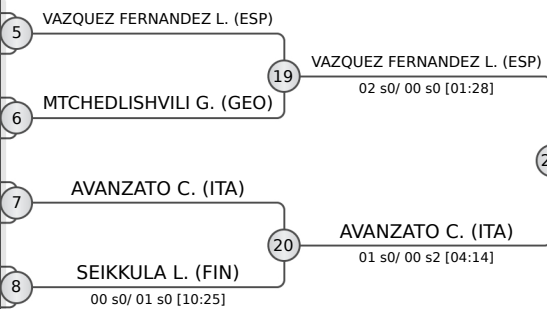 VAZQUEZ FERNANDEZ L. (ESP)
5
VAZQUEZ FERNANDEZ L. (ESP)
19
02 s0/ 00 s0 [01:28]
MTCHEDLISHVILI G. (GEO)
6
AVANZATO C. (ITA)
7
AVANZATO C. (ITA)
20
01 s0/ 00 s2 [04:14]
SEIKKULA L. (FIN)
8
00 s0/ 01 s0 [10:25]